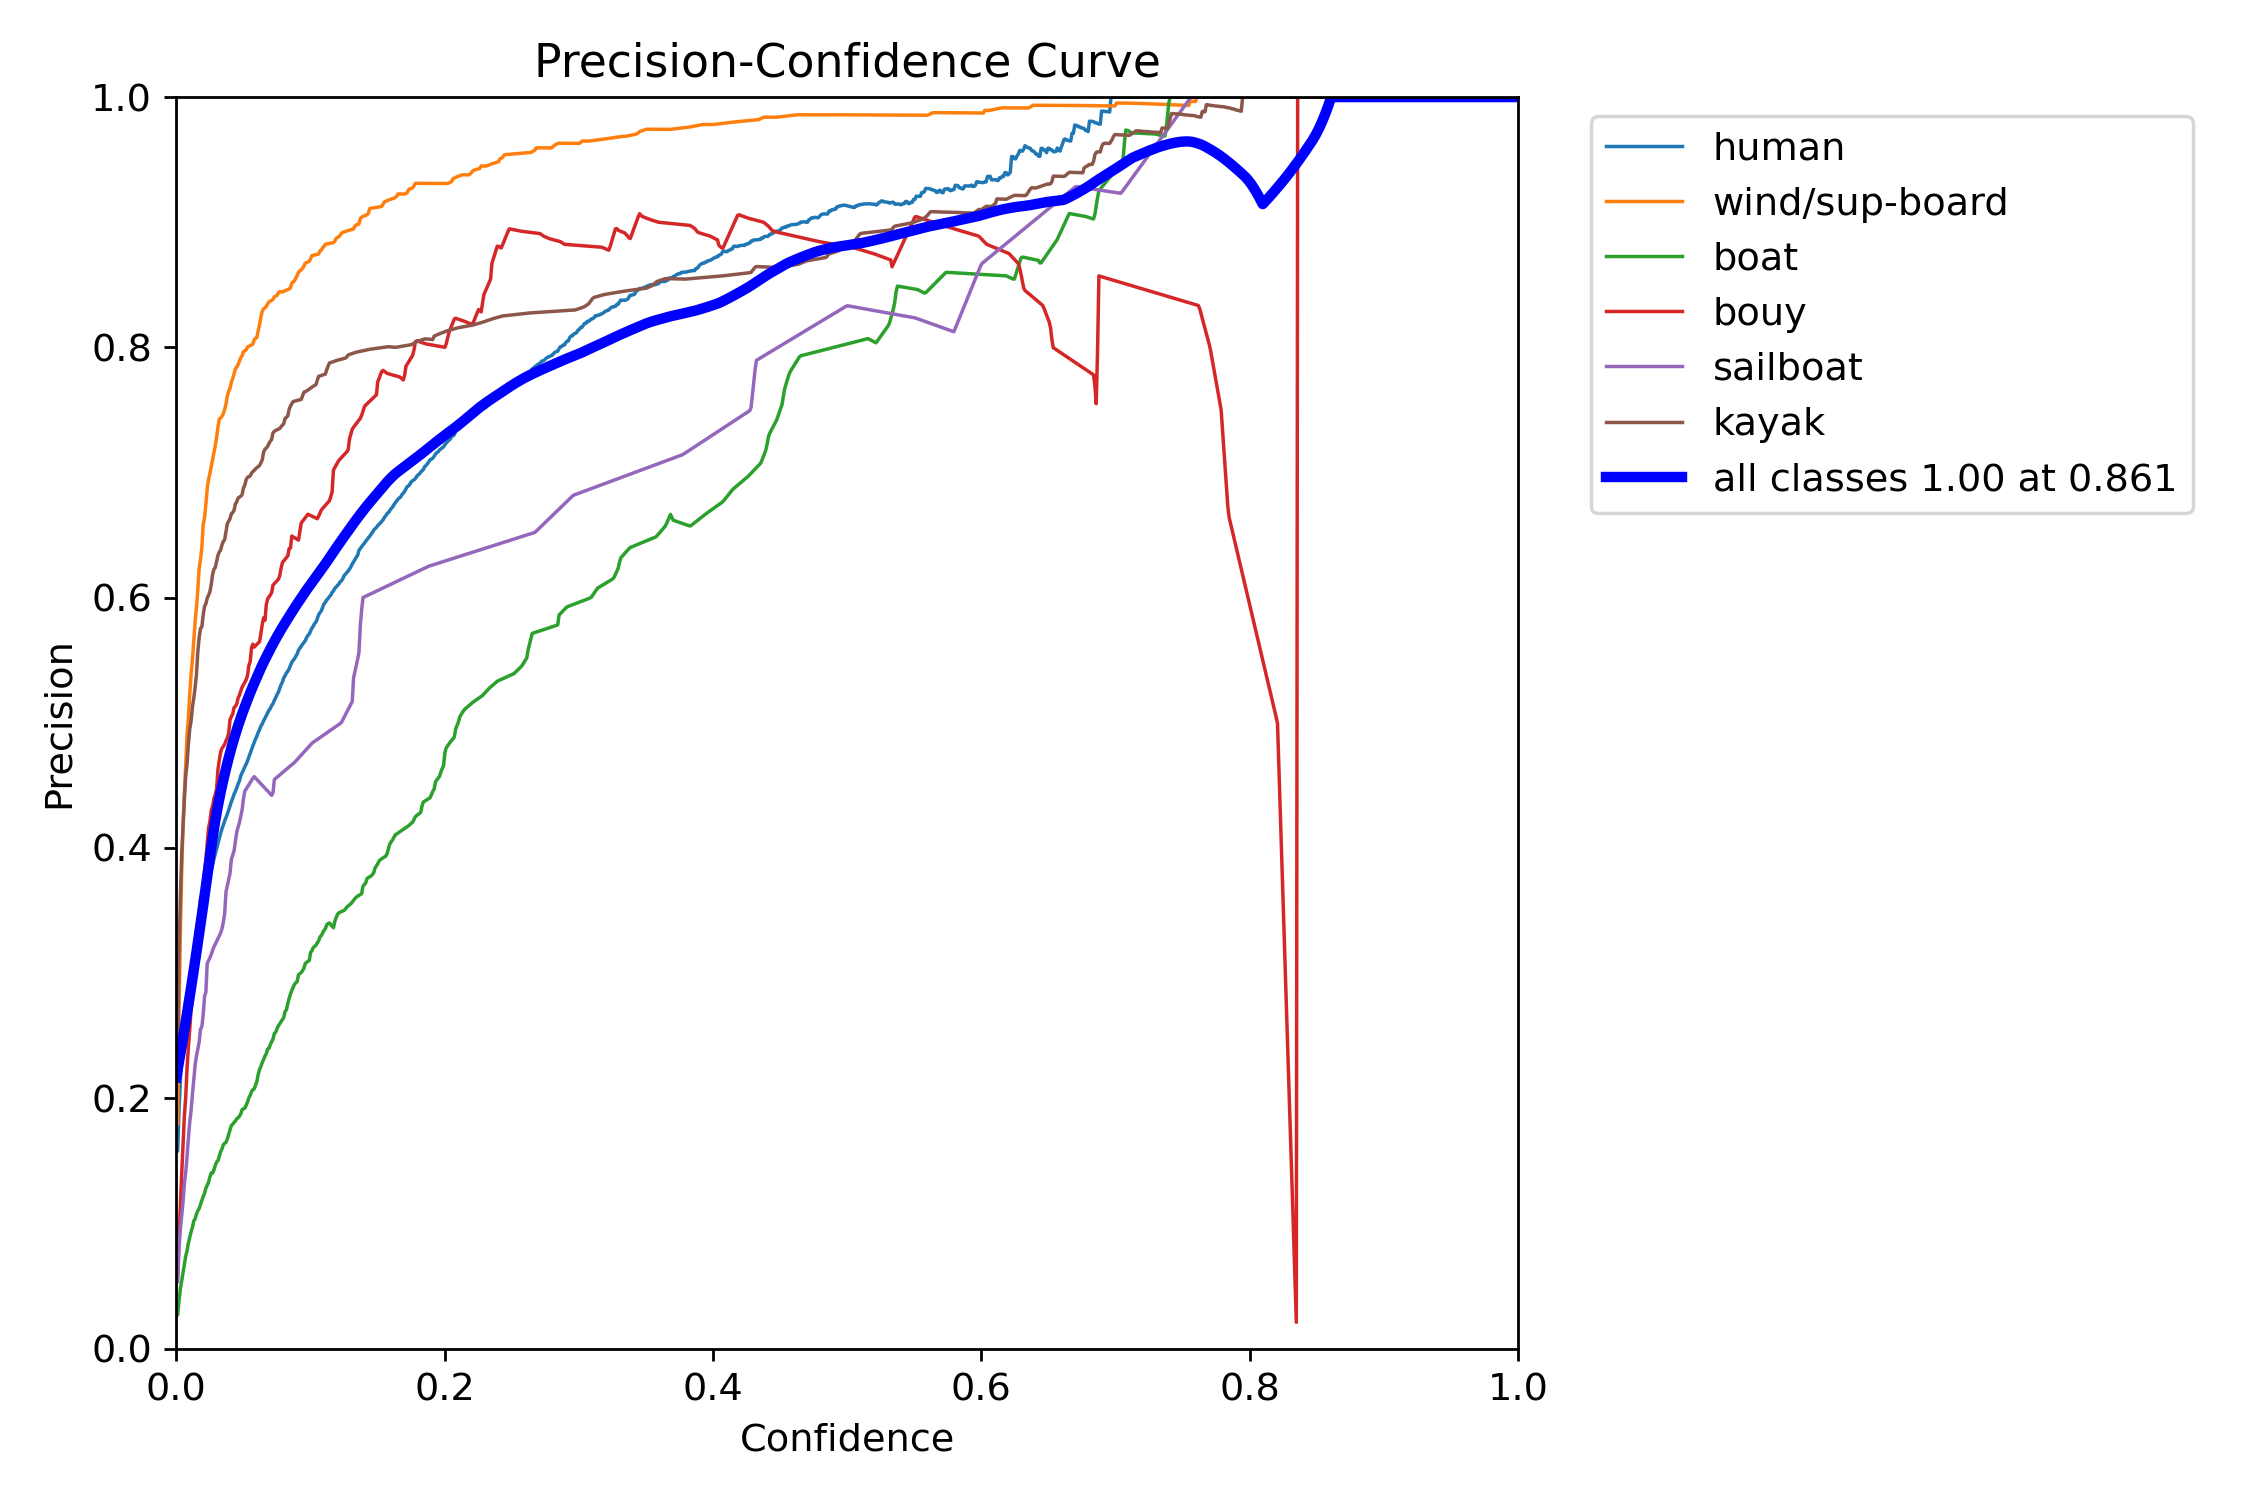 Precision-Confidence Curve
1.0
0.8
0.6
0.4
0.2
0.0
Precision
0.0 0.2 0.4 0.6 0.8 1.0
Confidence
human
wind/sup-board
boat
bouy
sailboat
kayak
all classes 1.00 at 0.861